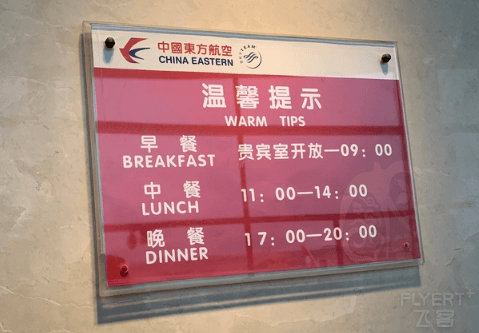 中國東方航空
CHINA EASTERN
SKYTEAM
温馨提示
WARM TIPS
早餐 贵宾室开放—09：00
BREAKFAST
中餐 11：00—14：00
LUNCH
晚餐 17：00—20：00
DINNER
FLYERT+
飞客